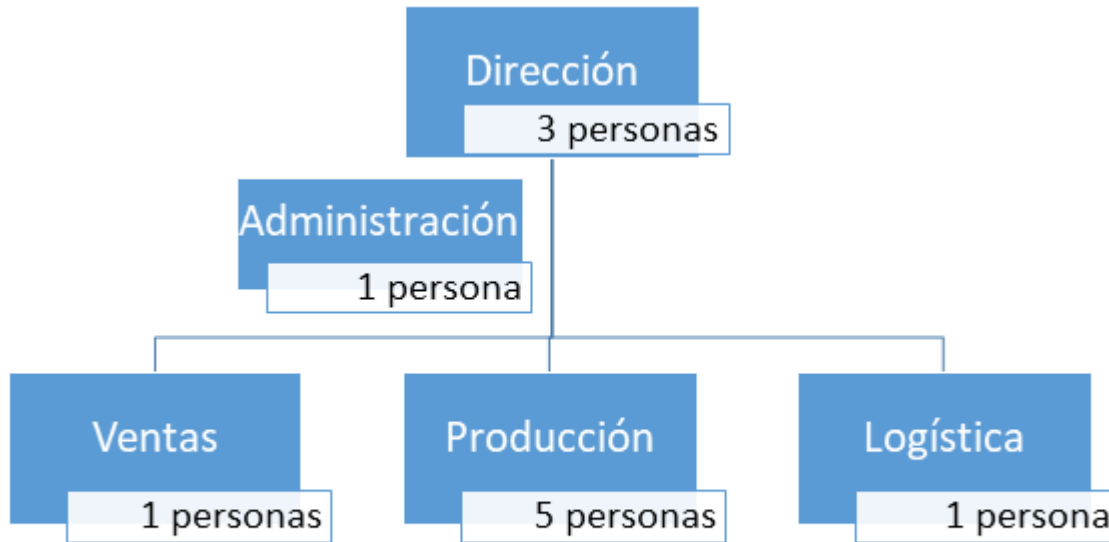 Dirección
3 personas
Administración
1 persona
Ventas
1 personas
Producción
5 personas
Logística
1 persona